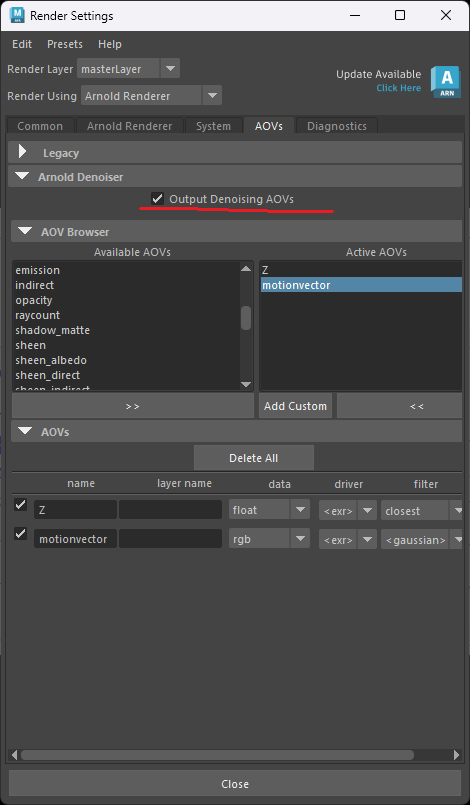 M Render Settings
Edit Presets Help
Render Layer masterLayer
Update Available
Click Here
ARN
Render Using Arnold Renderer
Common Arnold Renderer System AOVs Diagnostics
Legacy
Arnold Denoiser
Output Denoising AOVs
AOV Browser
Available AOVs Active AOVs
emission Z
indirect motionvector
opacity
raycount
shadow_matte
sheen
sheen_albedo
sheen_direct
sheen_indirect
>> Add Custom <<
AOVs
Delete All
name layer name data driver filter
Z float <exr> closest
motionvector rgb <exr> <gaussian>
Close